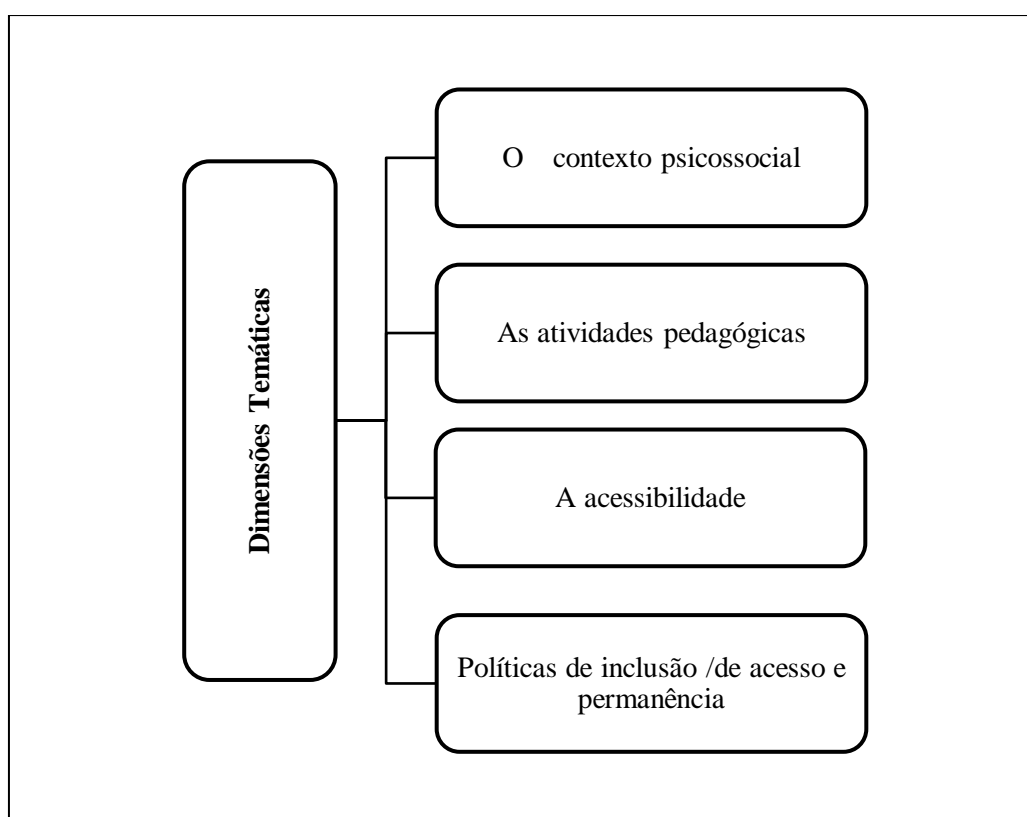 Dimensões Temáticas
O contexto psicossocial
As atividades pedagógicas
A acessibilidade
Políticas de inclusão /de acesso e
permanência